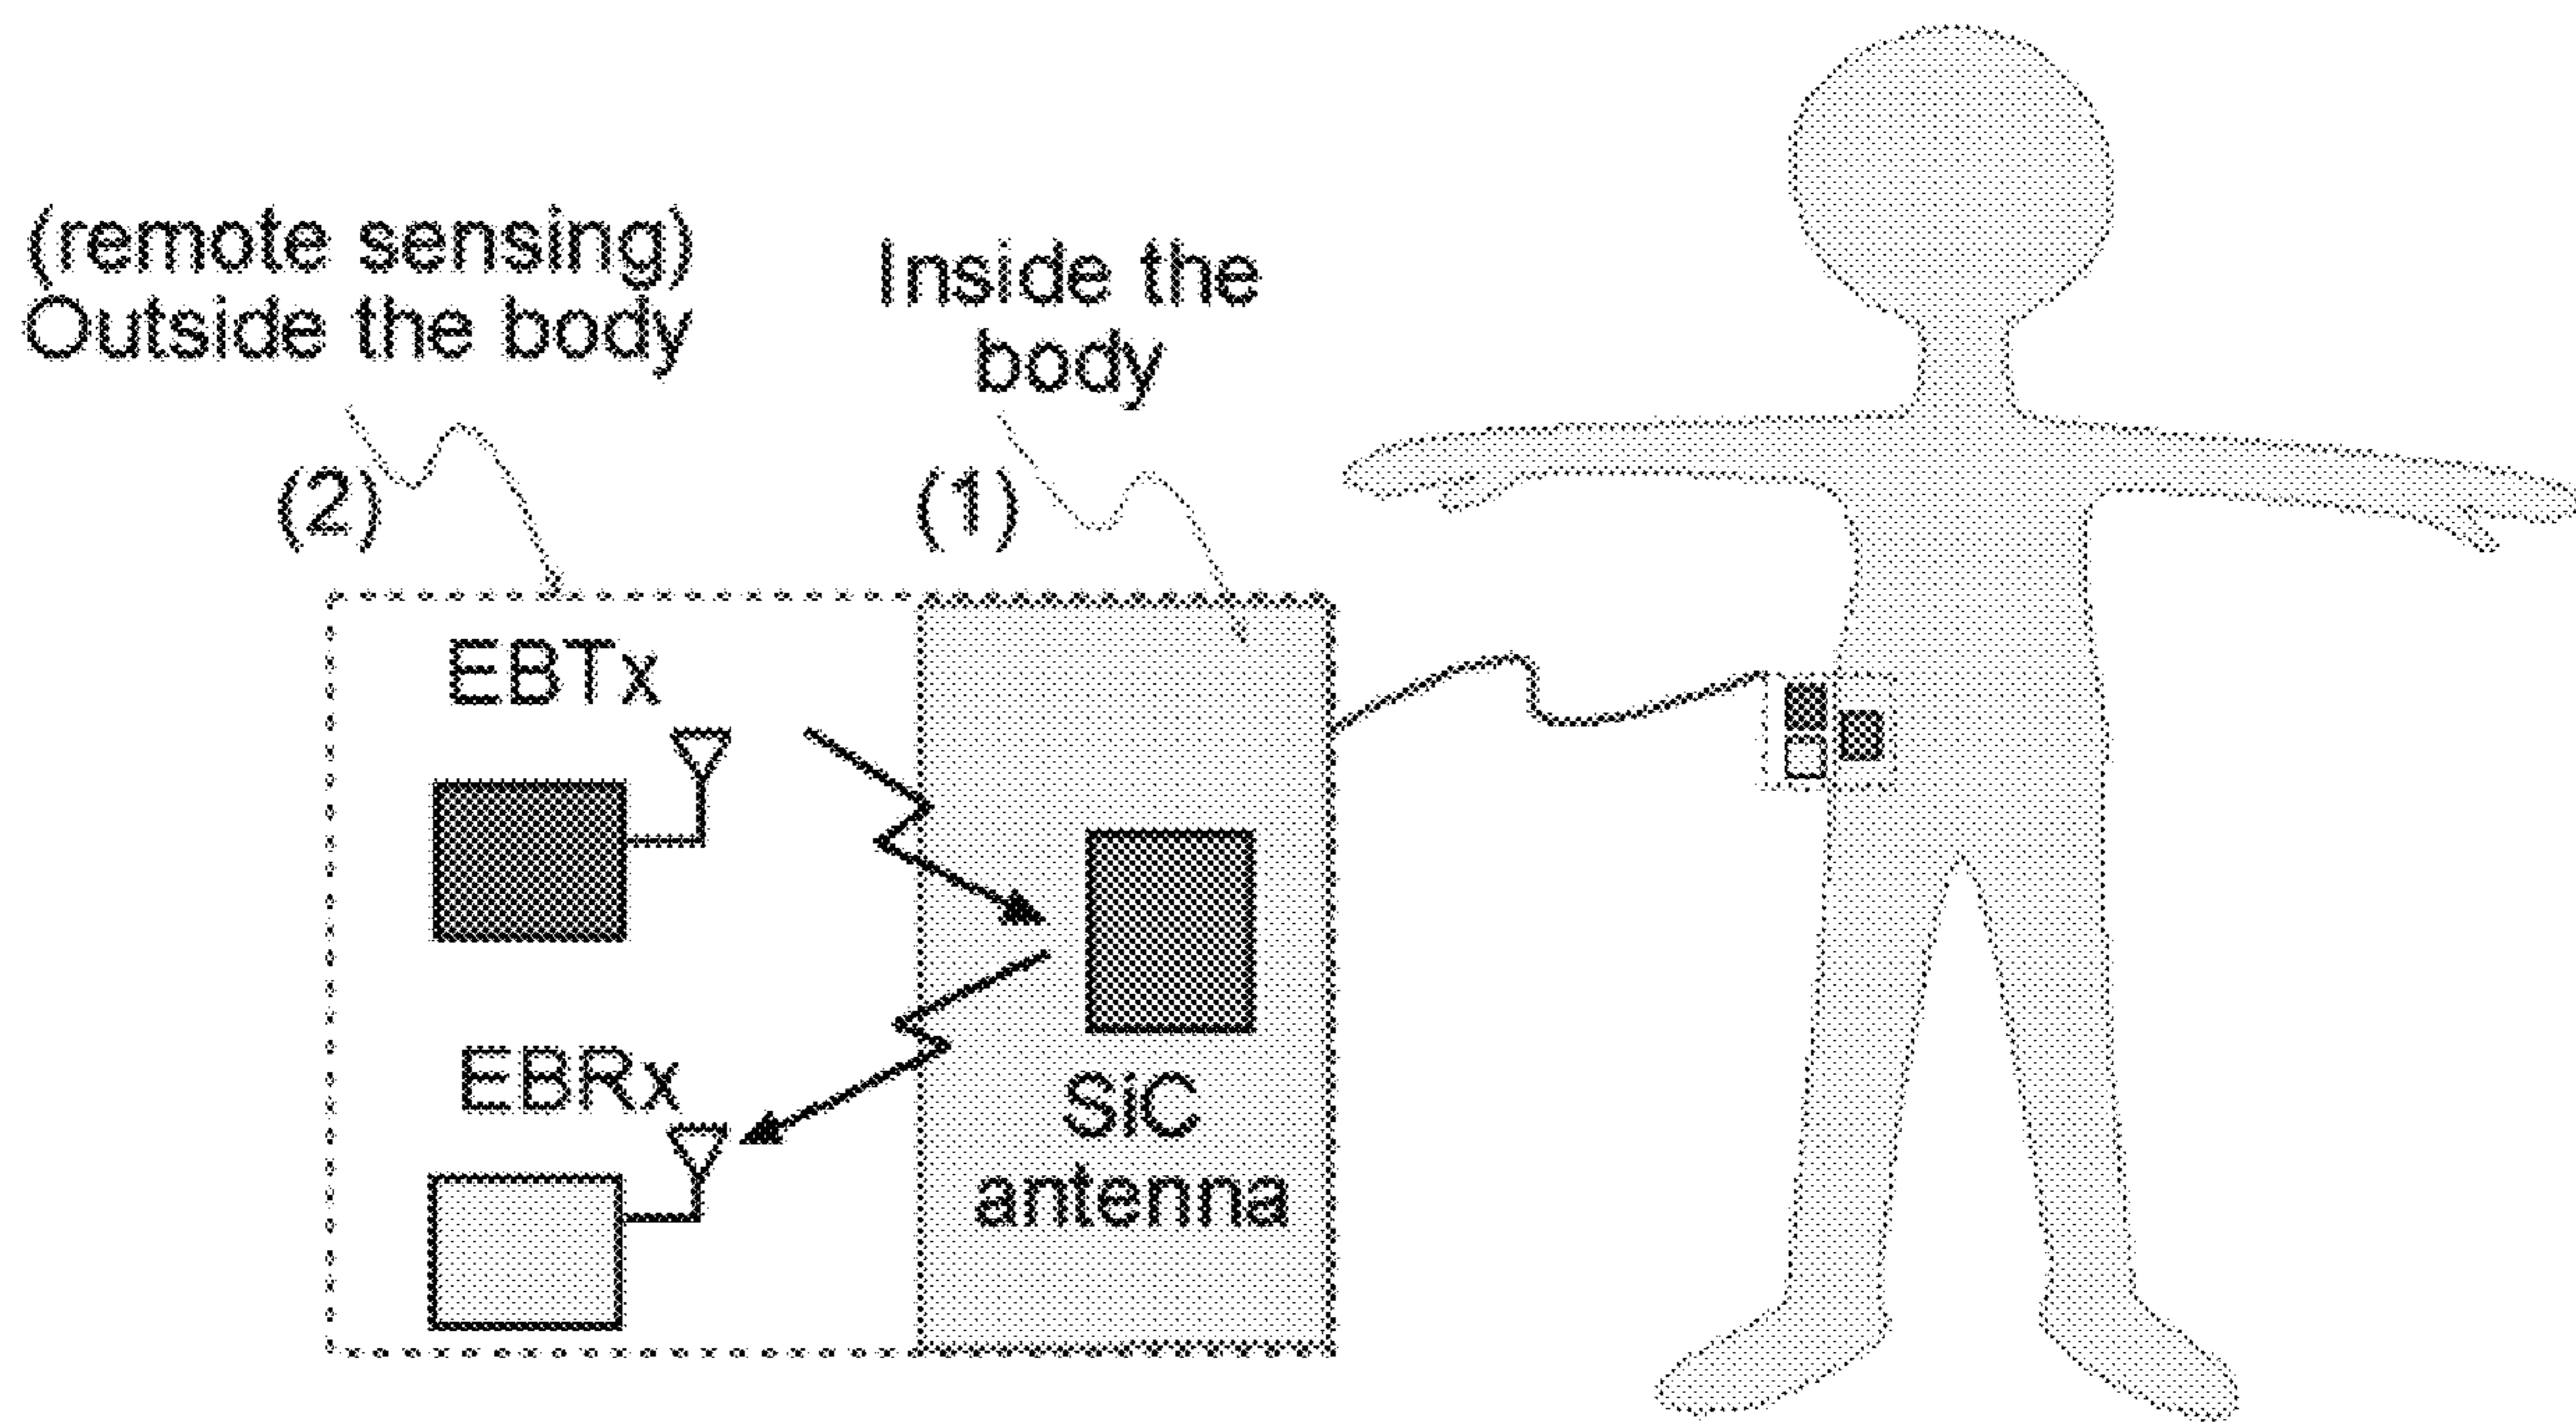 (remote sensing)
Outside the body
Inside the
body
(2)
(1)
EBTx
EBRx
SiC
antenna